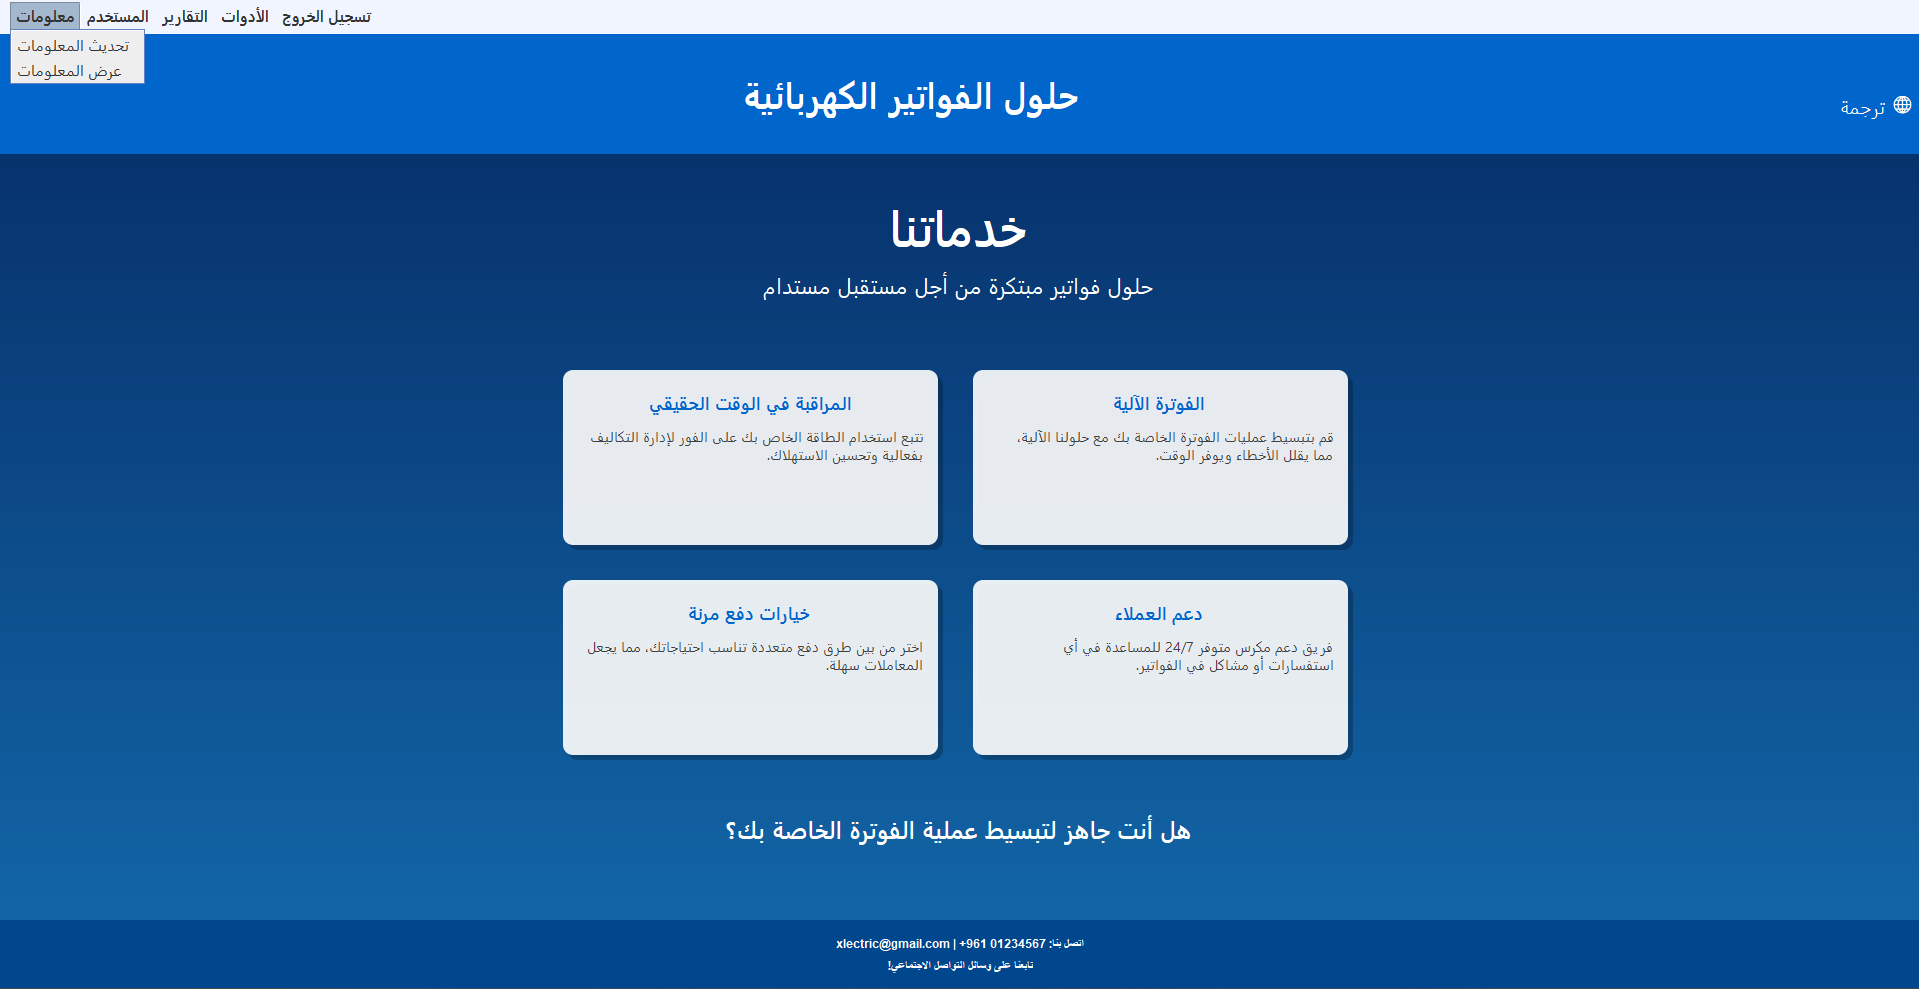 معلومات المستخدم التقارير الأدوات تسجيل الخروج
تحديث المعلومات
عرض المعلومات
حلول الفواتير الكهربائية
ترجمة
خدماتنا
حلول فواتير مبتكرة من أجل مستقبل مستدام
الفوترة الآلية
قم بتبسيط عمليات الفوترة الخاصة بك مع حلولنا الآلية،
مما يقلل الأخطاء ويوفر الوقت.
المراقبة في الوقت الحقيقي
تتبع استخدام الطاقة الخاص بك على الفور لإدارة التكاليف
بفعالية وتحسين الاستهلاك.
دعم العملاء
فريق دعم مكرس متوفر 24/7 للمساعدة في أي
استفسارات أو مشاكل في الفواتير.
خيارات دفع مرنة
اختر من بين طرق دفع متعددة تناسب احتياجاتك، مما يجعل
المعاملات سهلة.
هل أنت جاهز لتبسيط عملية الفوترة الخاصة بك؟
اتصل بنا: xlectric@gmail.com | +961 01234567
تابعنا على وسائل التواصل الاجتماعي!